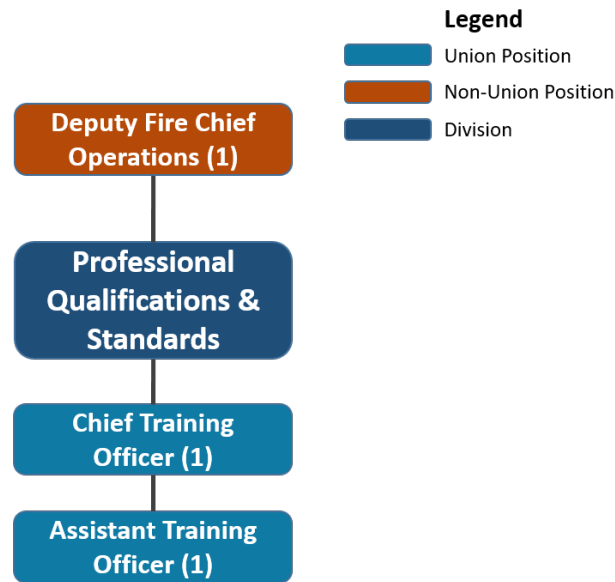 Legend
Union Position
Non-Union Position
Division
Deputy Fire Chief
Operations (1)
Professional
Qualifications &
Standards
Chief Training
Officer (1)
Assistant Training
Officer (1)